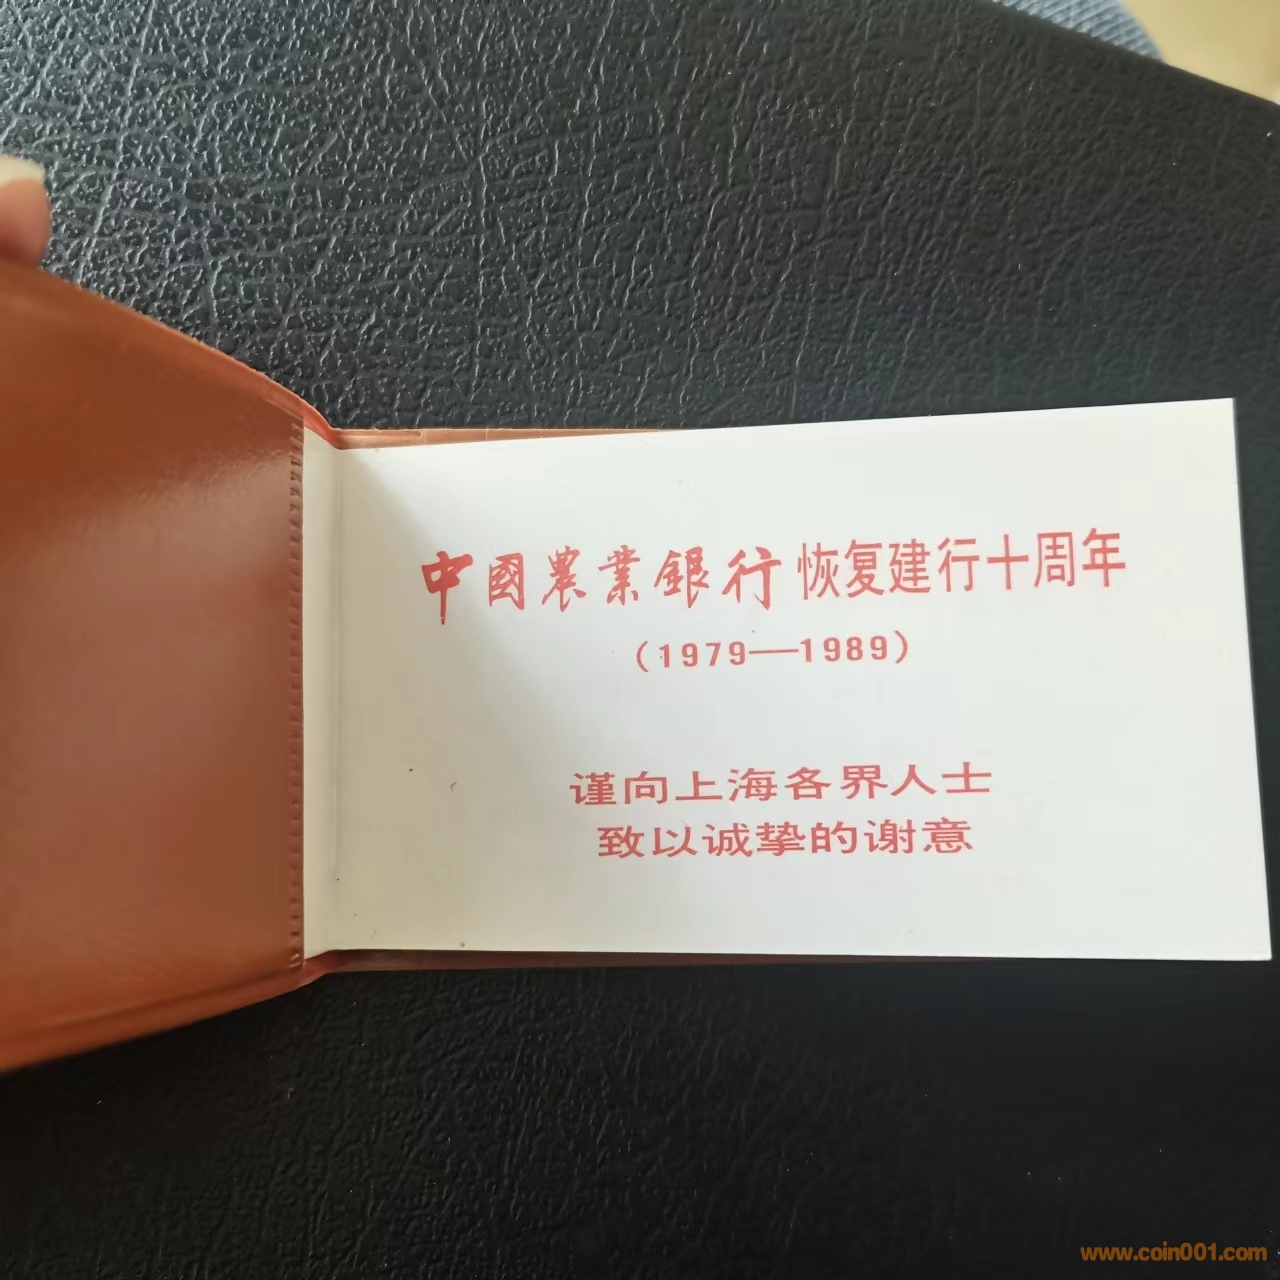 中國農業銀行恢复建行十周年
（1979—1989）
谨向上海各界人士
致以诚挚的谢意
www.coin001.com